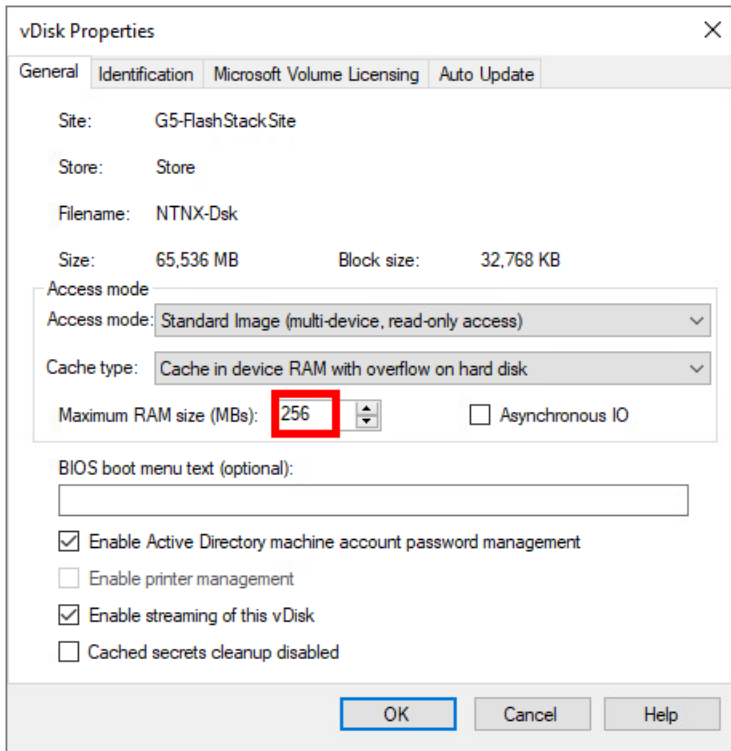 vDisk Properties
General Identification Microsoft Volume Licensing Auto Update
Site: G5-FlashStackSite
Store: Store
Filename: NTNX-Dsk
Size: 65,536 MB Block size: 32,768 KB
Access mode
Access mode: Standard Image (multi-device, read-only access)
Cache type: Cache in device RAM with overflow on hard disk
Maximum RAM size (MBs): 256 Asynchronous IO
BIOS boot menu text (optional):
Enable Active Directory machine account password management
Enable printer management
Enable streaming of this vDisk
Cached secrets cleanup disabled
OK Cancel Help